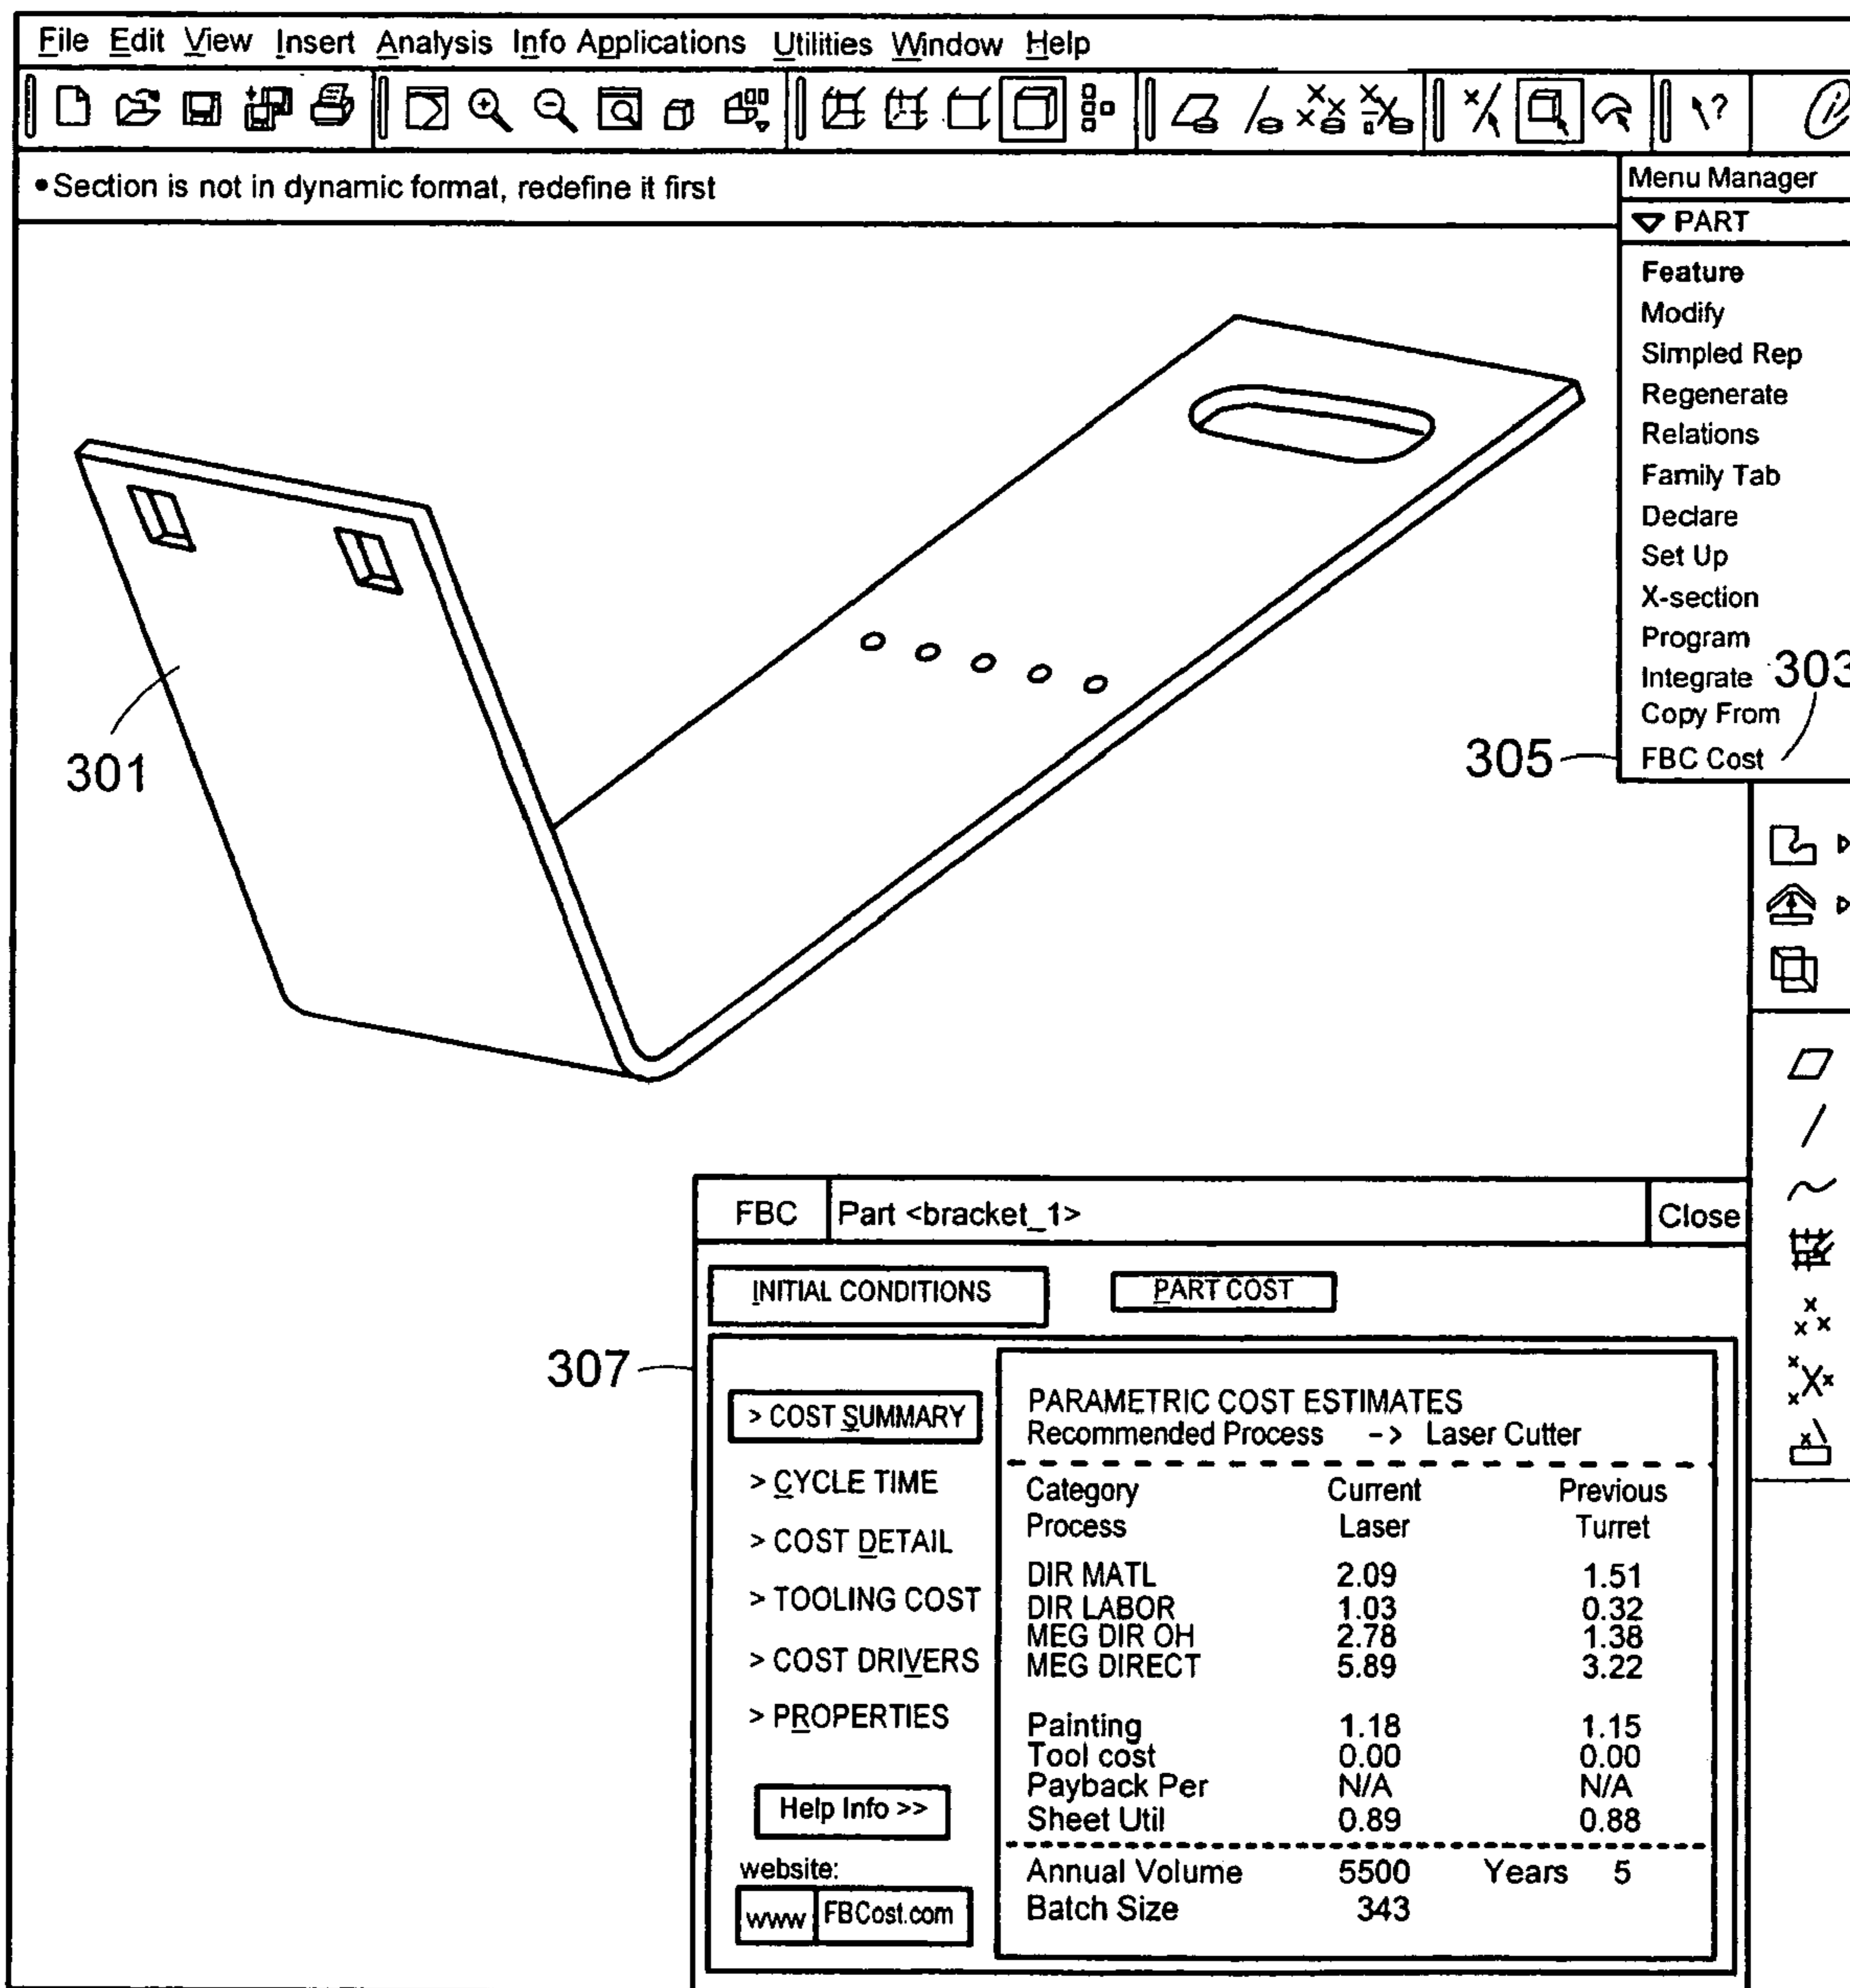 File Edit View Insert Analysis Info Applications Utilities Window Help
•Section is not in dynamic format, redefine it first
Menu Manager
PART
Feature
Modify
Simpled Rep
Regenerate
Relations
Family Tab
Declare
Set Up
X-section
Program
Integrate 303
Copy From
305 FBC Cost
301
FBC Part <bracket_1> Close
INITIAL CONDITIONS PART COST
307
> COST SUMMARY
> CYCLE TIME
> COST DETAIL
> TOOLING COST
> COST DRIVERS
> PROPERTIES
Help Info >>
website:
www FBCost.com
PARAMETRIC COST ESTIMATES
Recommended Process -> Laser Cutter
Category Current Previous
Process Laser Turret
DIR MATL 2.09 1.51
DIR LABOR 1.03 0.32
MEG DIR OH 2.78 1.38
MEG DIRECT 5.89 3.22
Painting 1.18 1.15
Tool cost 0.00 0.00
Payback Per N/A N/A
Sheet Util 0.89 0.88
Annual Volume 5500 Years 5
Batch Size 343